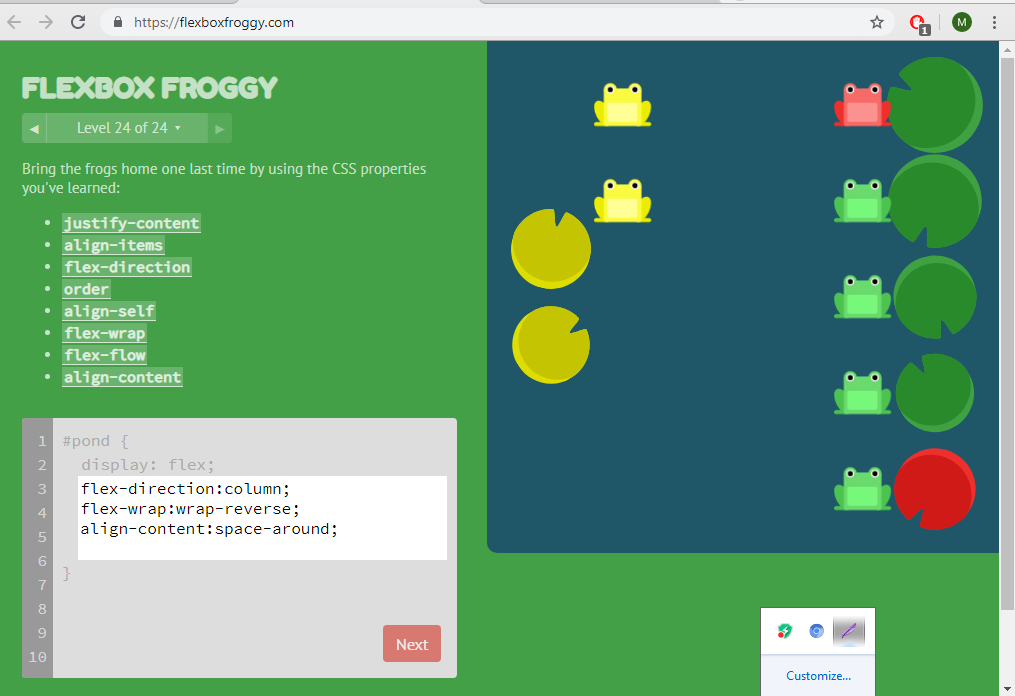 https://flexboxfroggy.com
1
M
FLEXBOX FROGGY
Level 24 of 24
Bring the frogs home one last time by using the CSS properties
you've learned:
justify-content
align-items
flex-direction
order
align-self
flex-wrap
flex-flow
align-content
1 #pond {
2 display: flex;
3 flex-direction:column;
4 flex-wrap:wrap-reverse;
5 align-content:space-around;
6 }
7
8
9
10
Next
Customize...